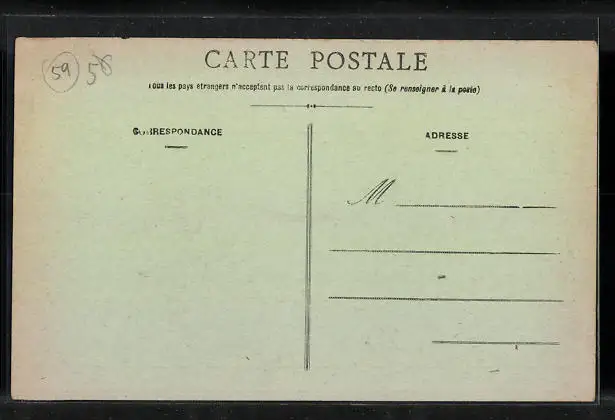 CARTE POSTALE
59
58
Tous les pays étrangers n'acceptent pas la correspondance au recto (Se renseigner à la poste)
CORRESPONDANCE
ADRESSE
M